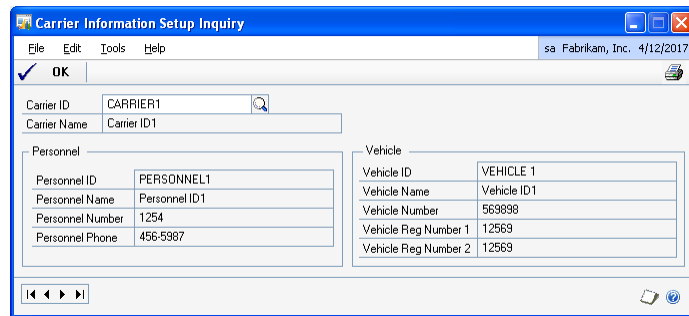 Carrier Information Setup Inquiry
File Edit Tools Help sa Fabrikam, Inc. 4/12/2017
OK
Carrier ID CARRIER1
Carrier Name Carrier ID1
Personnel
Personnel ID PERSONNEL1
Personnel Name Personnel ID1
Personnel Number 1254
Personnel Phone 456-5987
Vehicle
Vehicle ID VEHICLE 1
Vehicle Name Vehicle ID1
Vehicle Number 569898
Vehicle Reg Number 1 12569
Vehicle Reg Number 2 12569